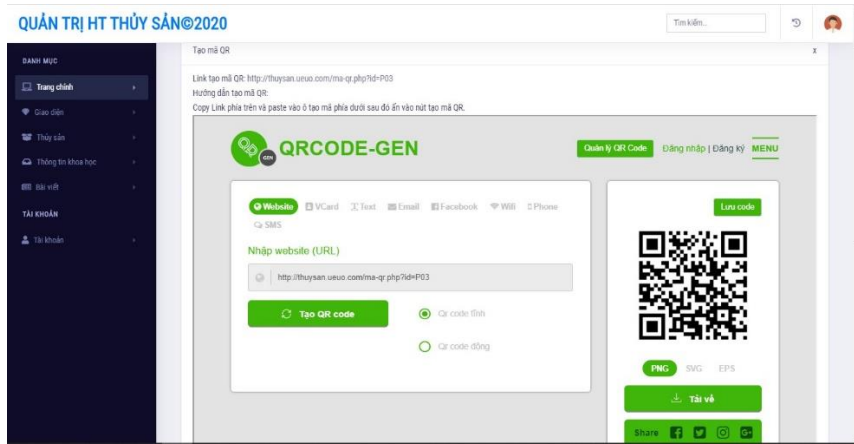 QUẢN TRỊ HT THỦY SẢN©2020
Tìm kiếm..
DANH MỤC
Trang chính
Giao diện
Thủy sản
Thông tin khoa học
Bài viết
TÀI KHOẢN
Tài khoản
Tạo mã QR
x
Link tạo mã QR: http://thuysan.ueuo.com/ma-qr.php?id=P03
Hướng dẫn tạo mã QR:
Copy Link phía trên và paste vào ô tạo mã phía dưới sau đó ấn vào nút tạo mã QR.
GEN
QRCODE-GEN
Quản lý QR Code Đăng nhập | Đăng ký MENU
Website VCard Text Email Facebook Wifi Phone
SMS
Nhập website (URL)
http://thuysan.ueuo.com/ma-qr.php?id=P03
Tạo QR code
Qr code tĩnh
Qr code động
Lưu code
PNG SVG EPS
Tải về
Share